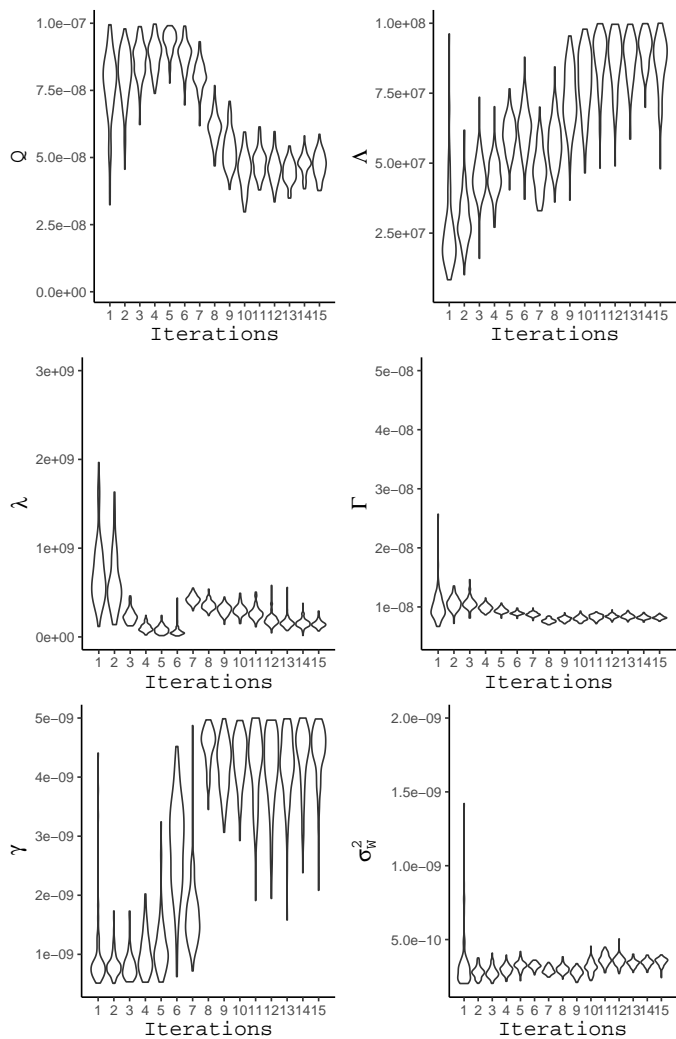 1.0e−07
7.5e−08
5.0e−08
2.5e−08
0.0e+00
Q
1 2 3 4 5 6 7 8 9 10 11 12 13 14 15
Iterations
1.0e+08
7.5e+07
5.0e+07
2.5e+07
Λ
1 2 3 4 5 6 7 8 9 10 11 12 13 14 15
Iterations
3e+09
2e+09
1e+09
0e+00
λ
1 2 3 4 5 6 7 8 9 10 11 12 13 14 15
Iterations
5e−08
4e−08
3e−08
2e−08
1e−08
Γ
1 2 3 4 5 6 7 8 9 10 11 12 13 14 15
Iterations
5e−09
4e−09
3e−09
2e−09
1e−09
γ
1 2 3 4 5 6 7 8 9 10 11 12 13 14 15
Iterations
2.0e−09
1.5e−09
1.0e−09
5.0e−10
σ²_W
1 2 3 4 5 6 7 8 9 10 11 12 13 14 15
Iterations